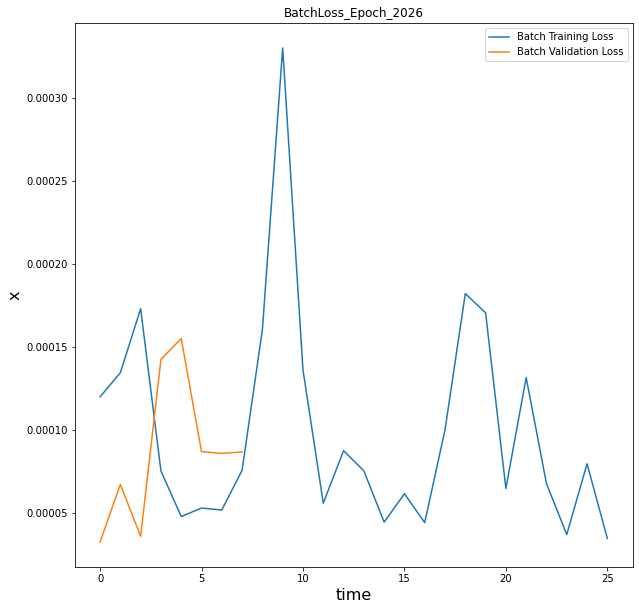 BatchLoss_Epoch_2026
Batch Training Loss
Batch Validation Loss
0.00030
0.00025
0.00020
0.00015
0.00010
0.00005
x
0 5 10 15 20 25
time